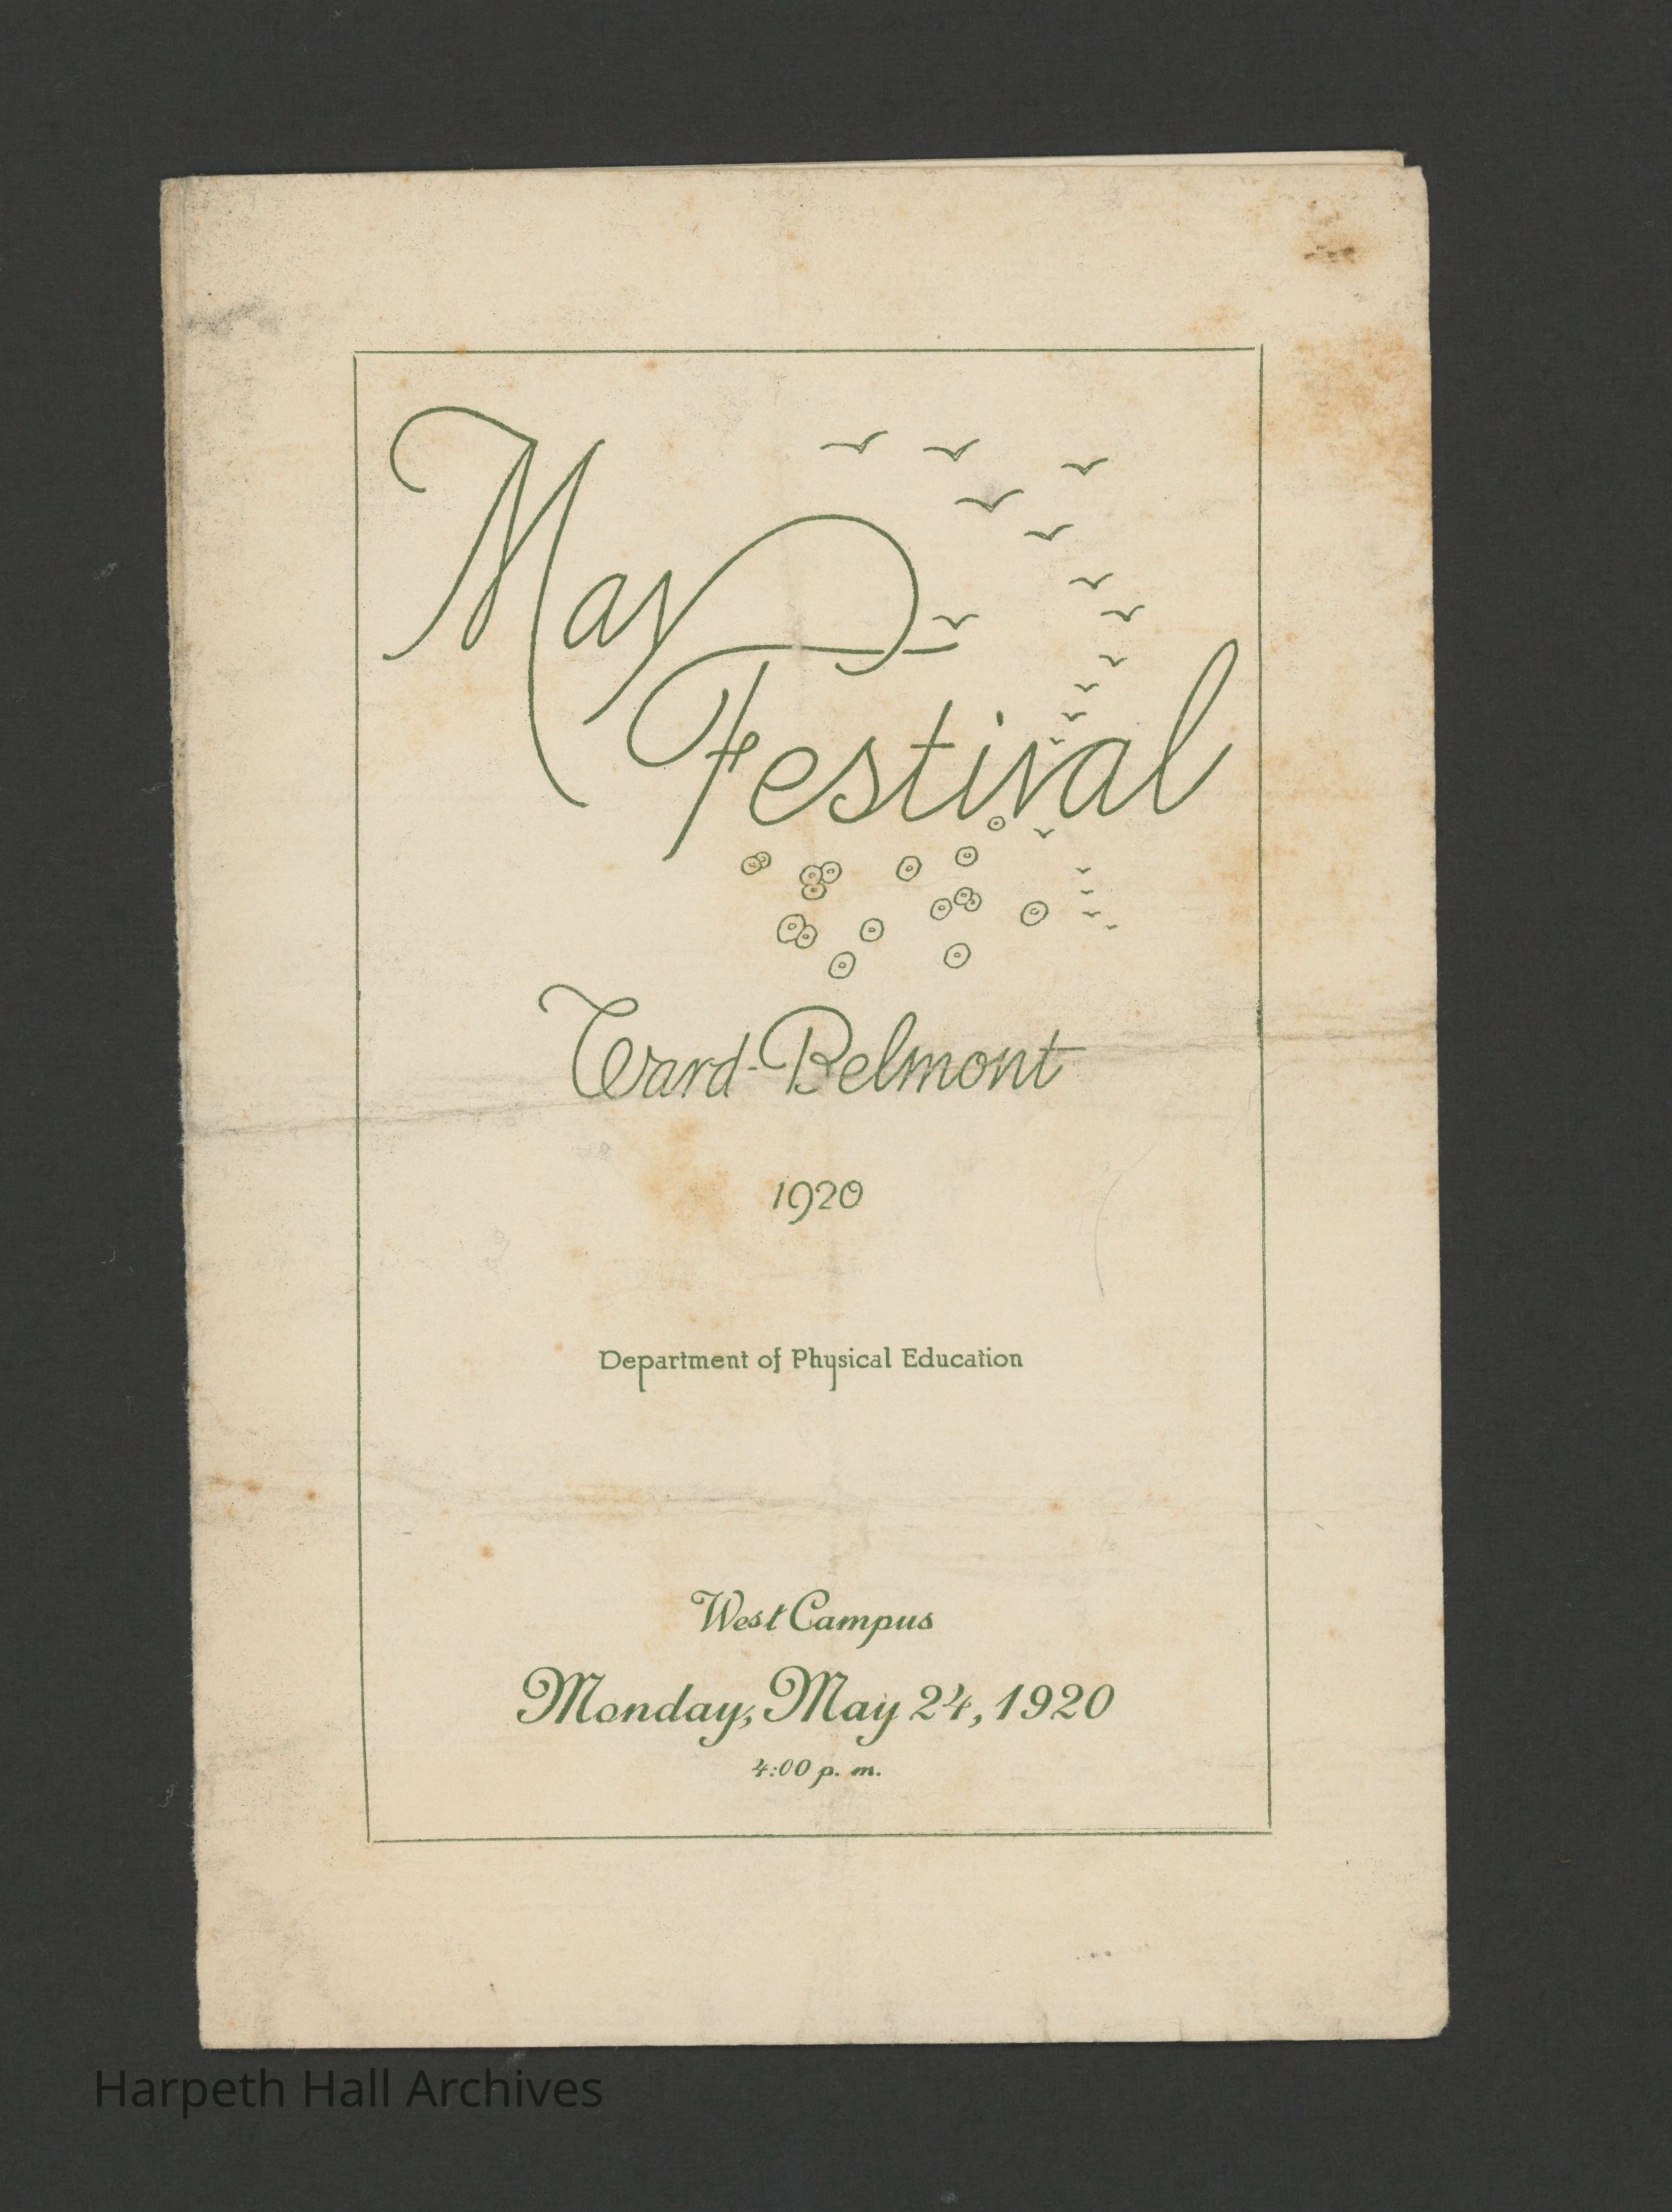 May
Festival
Ward-Belmont
1920
Department of Physical Education
West Campus
Monday, May 24, 1920
4:00 p. m.
Harpeth Hall Archives